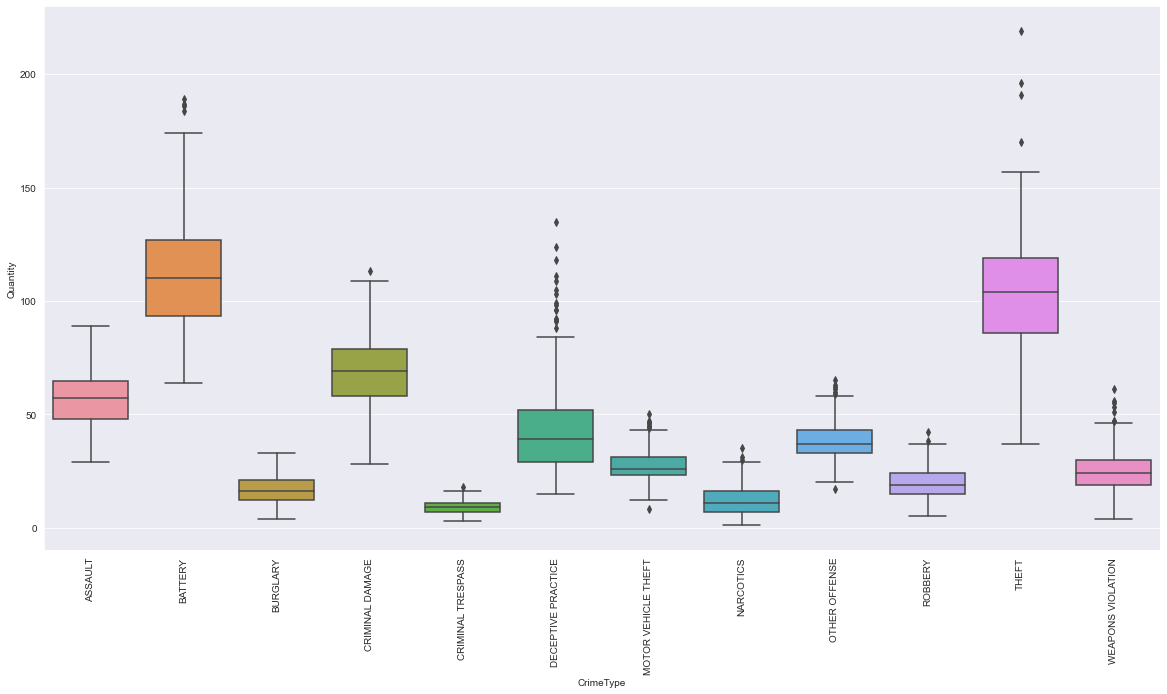 200
150
100
50
0
Quantity
ASSAULT
BATTERY
BURGLARY
CRIMINAL DAMAGE
CRIMINAL TRESPASS
DECEPTIVE PRACTICE
MOTOR VEHICLE THEFT
NARCOTICS
OTHER OFFENSE
ROBBERY
THEFT
WEAPONS VIOLATION
CrimeType